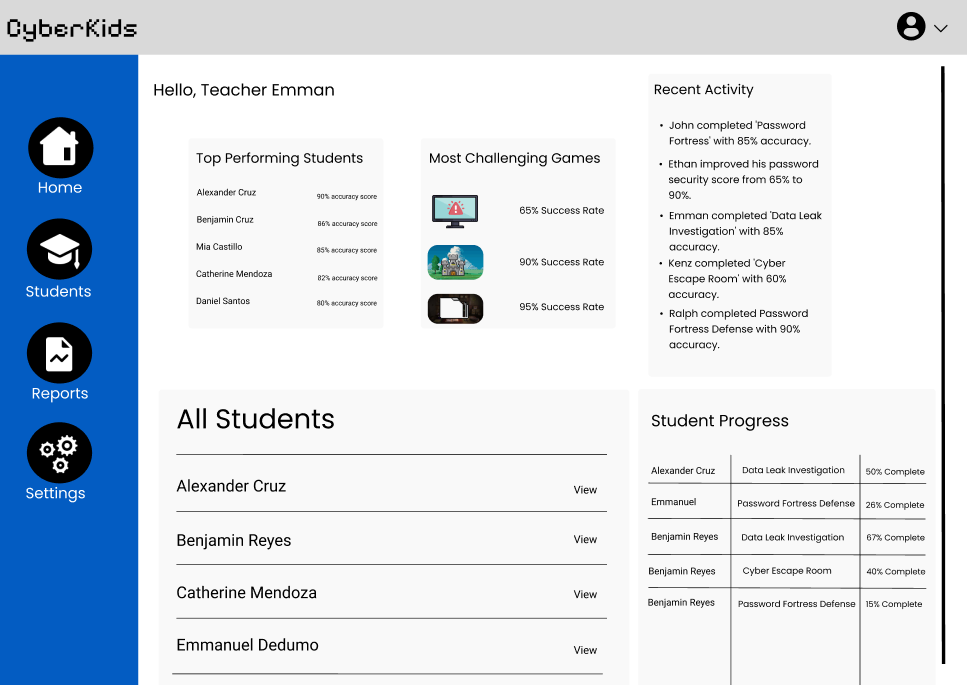 CyberKids
Home
Students
Reports
Settings
Hello, Teacher Emman
Top Performing Students
Alexander Cruz 90% accuracy score
Benjamin Cruz 86% accuracy score
Mia Castillo 85% accuracy score
Catherine Mendoza 82% accuracy score
Daniel Santos 80% accuracy score
Most Challenging Games
65% Success Rate
90% Success Rate
95% Success Rate
Recent Activity
• John completed 'Password
Fortress' with 85% accuracy.
• Ethan improved his password
security score from 65% to
90%.
• Emman completed 'Data Leak
Investigation' with 85%
accuracy.
• Kenz completed 'Cyber
Escape Room' with 60%
accuracy.
• Ralph completed Password
Fortress Defense with 90%
accuracy.
All Students
Alexander Cruz View
Benjamin Reyes View
Catherine Mendoza View
Emmanuel Dedumo View
Student Progress
Alexander Cruz Data Leak Investigation 50% Complete
Emmanuel Password Fortress Defense 26% Complete
Benjamin Reyes Data Leak Investigation 67% Complete
Benjamin Reyes Cyber Escape Room 40% Complete
Benjamin Reyes Password Fortress Defense 15% Complete